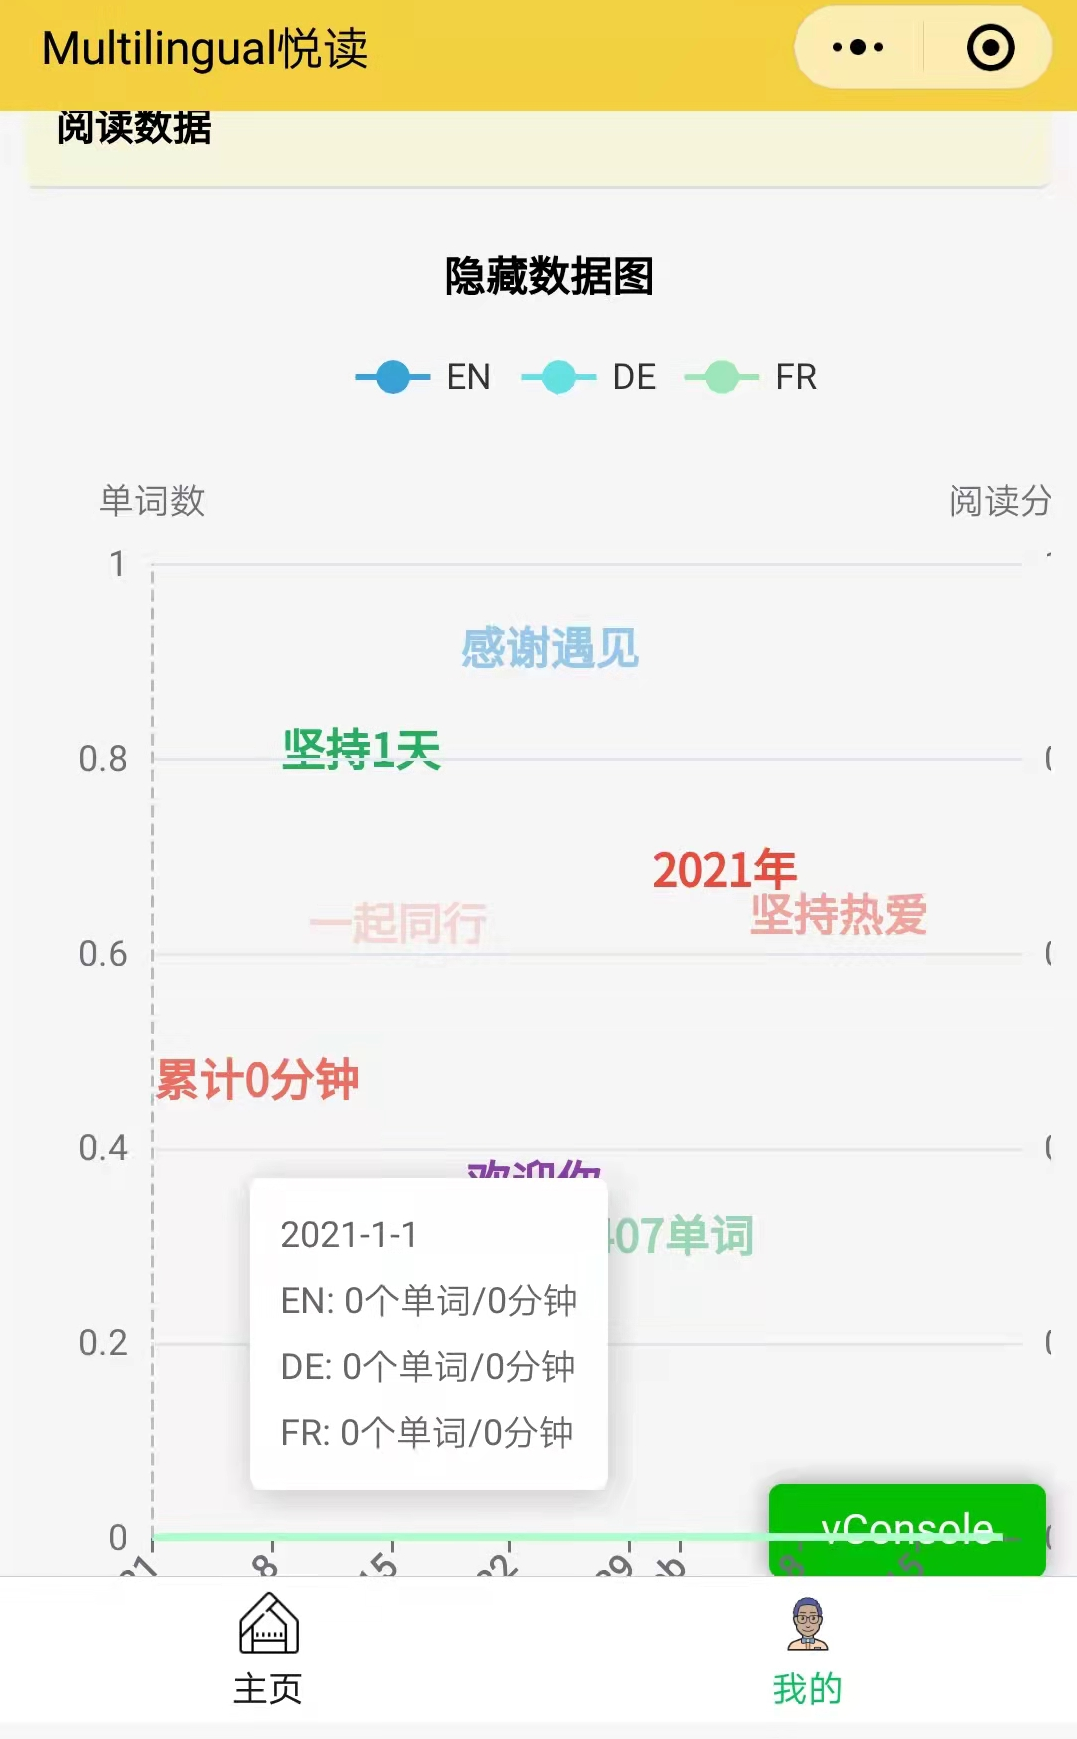 Multilingual悦读
阅读数据
隐藏数据图
EN DE FR
单词数 阅读分
1
感谢遇见
坚持1天
0.8
2021年
坚持热爱
一起同行
0.6
累计0分钟
0.4
欢迎你
2021-1-1
07单词
EN: 0个单词/0分钟
DE: 0个单词/0分钟
0.2
FR: 0个单词/0分钟
vConsole
0
8 15 22 29
主页 我的